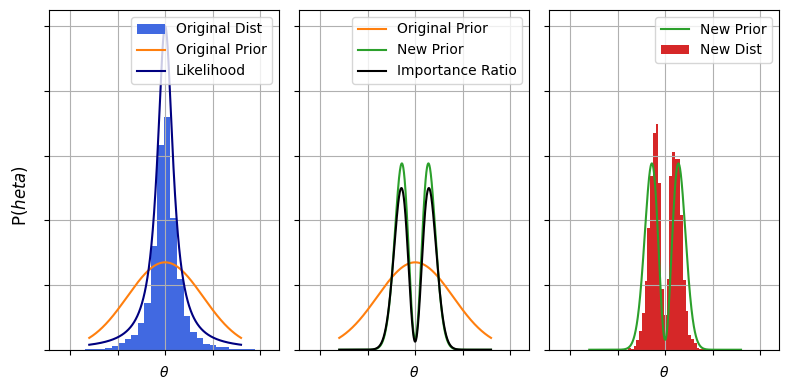 Original Dist
Original Prior
Likelihood
Original Prior
New Prior
Importance Ratio
New Prior
New Dist
P(heta)
θ
θ
θ